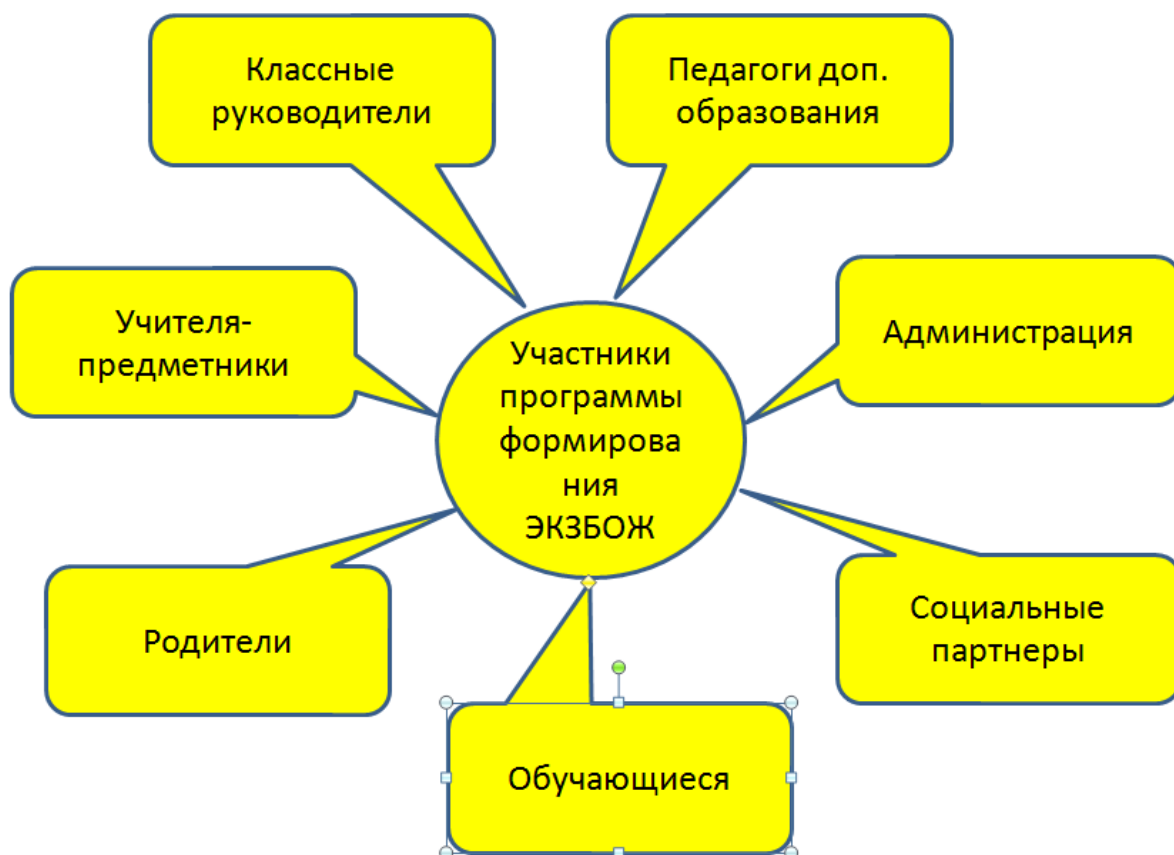 Классные
руководители
Педагоги доп.
образования
Учителя-
предметники
Администрация
Участники
программы
формирова
ния
ЭКЗБОЖ
Родители
Социальные
партнеры
Обучающиеся